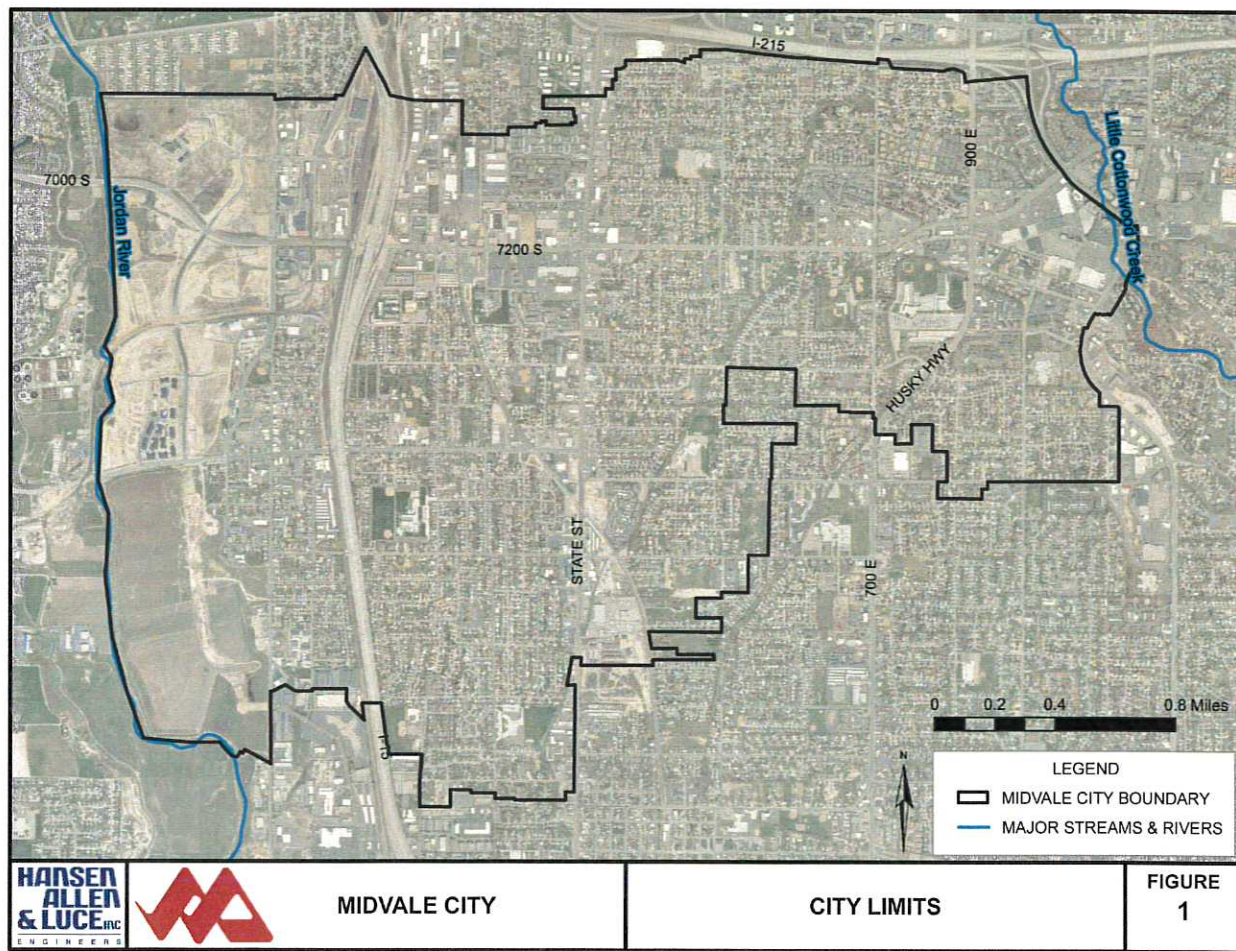 I-215
7000 S
Jordan River
7200 S
900 E
Little Cottonwood Creek
HUSKY HWY
STATE ST
700 E
I-15
0 0.2 0.4 0.8 Miles
N
LEGEND
MIDVALE CITY BOUNDARY
MAJOR STREAMS & RIVERS
HANSEN
ALLEN
& LUCE INC
ENGINEERS
MIDVALE CITY
CITY LIMITS
FIGURE
1